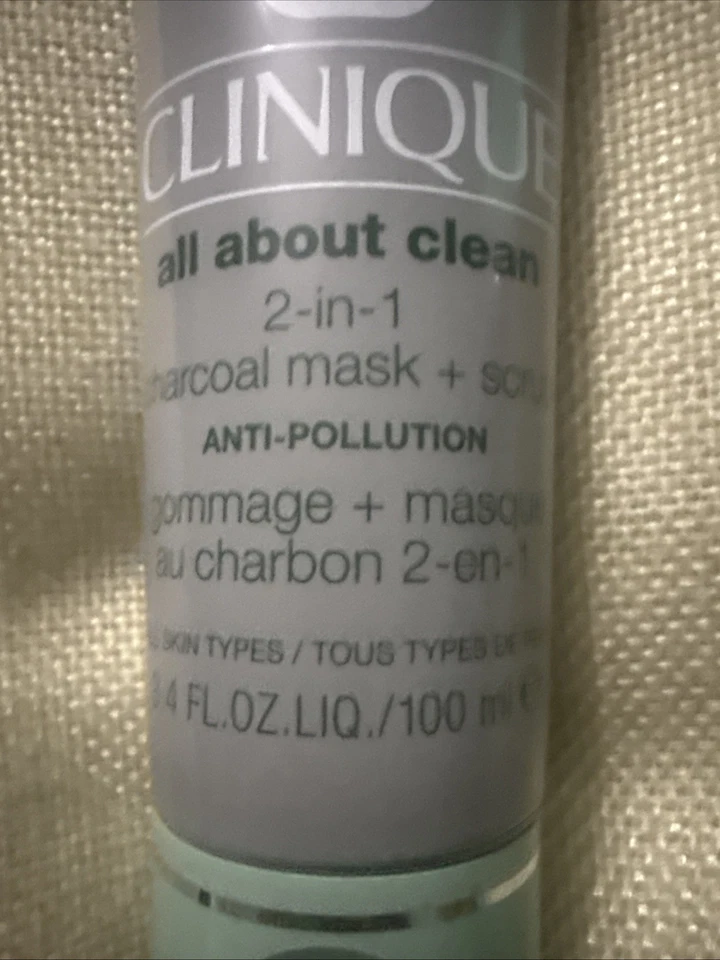 CLINIQUE
all about clean
2-in-1
charcoal mask + scrub
ANTI-POLLUTION
gommage + masque
au charbon 2-en-1
SKIN TYPES / TOUS TYPES DE
3.4 FL.OZ.LIQ./100 ml e